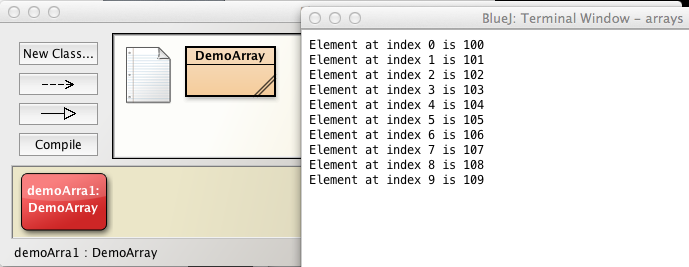 BlueJ: Terminal Window – arrays
New Class...
Compile
DemoArray
demoArra1:
DemoArray
demoArra1 : DemoArray
Element at index 0 is 100
Element at index 1 is 101
Element at index 2 is 102
Element at index 3 is 103
Element at index 4 is 104
Element at index 5 is 105
Element at index 6 is 106
Element at index 7 is 107
Element at index 8 is 108
Element at index 9 is 109